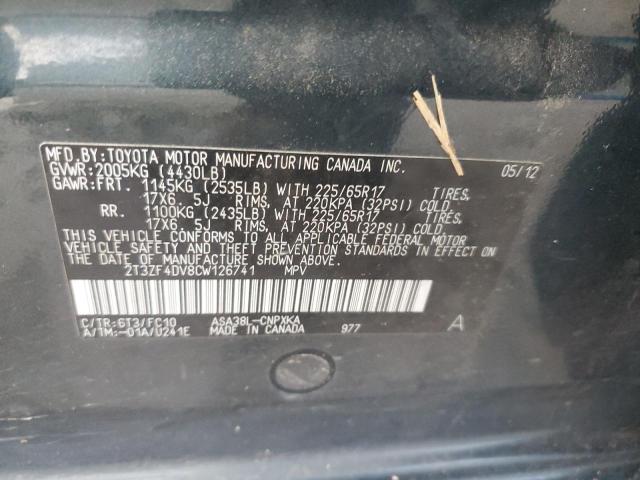 MFD. BY: TOYOTA MOTOR MANUFACTURING CANADA INC. 05/12
GVWR: 2005KG (4430LB)
GAWR: FRT. 1145KG (2535LB) WITH 225/65R17 TIRES,
17X6.5J RIMS, AT 220KPA (32PSI) COLD.
RR. 1100KG (2435LB) WITH 225/65R17 TIRES,
17X6.5J RIMS, AT 220KPA (32PSI) COLD.
THIS VEHICLE CONFORMS TO ALL APPLICABLE FEDERAL MOTOR
VEHICLE SAFETY AND THEFT PREVENTION STANDARDS IN EFFECT ON
THE DATE OF MANUFACTURE SHOWN ABOVE.
2T3ZF4DV8CW126741 MPV
C/TR: 6T3/FC10 ASA38L-CNPXKA A
A/TM: -01A/U241E MADE IN CANADA 977